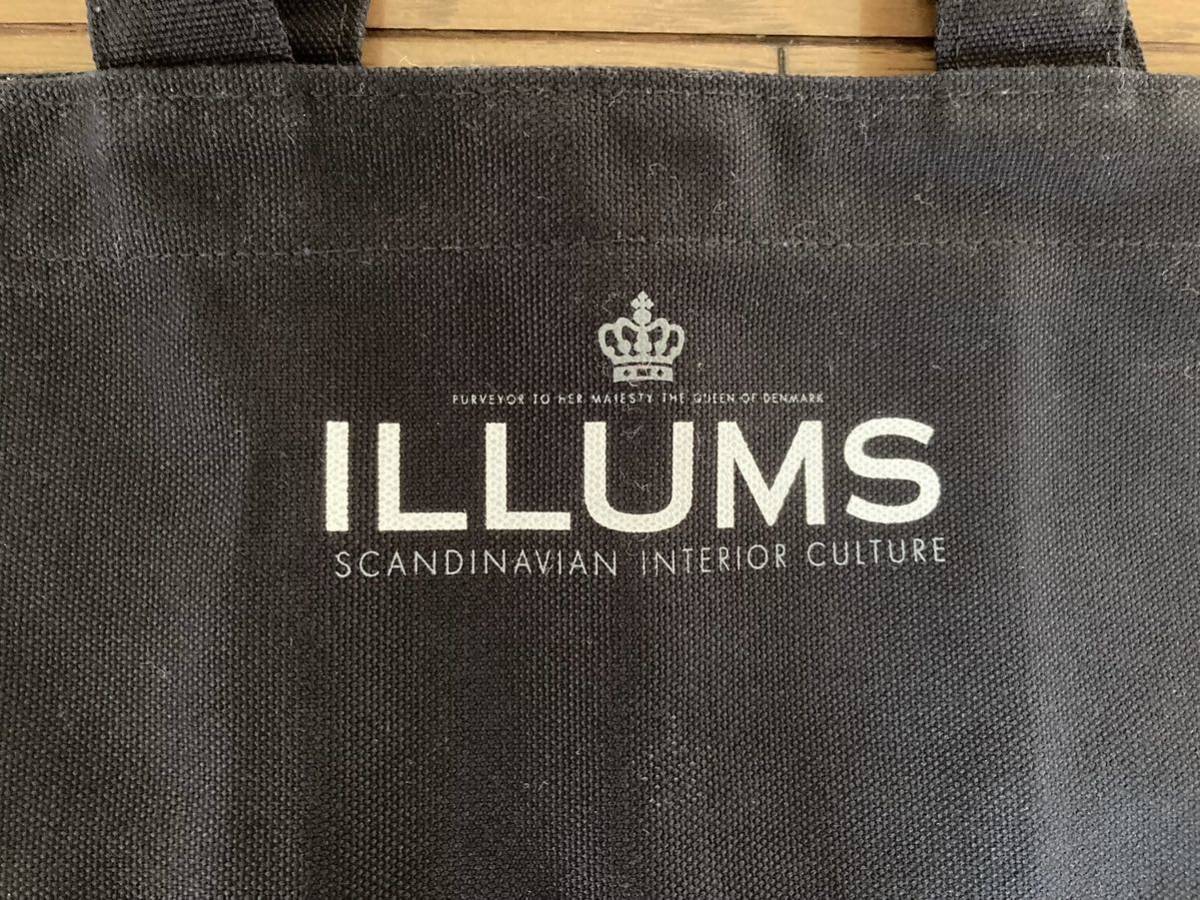 PURVEYOR TO HER MAJESTY THE QUEEN OF DENMARK
ILLUMS
SCANDINAVIAN INTERIOR CULTURE